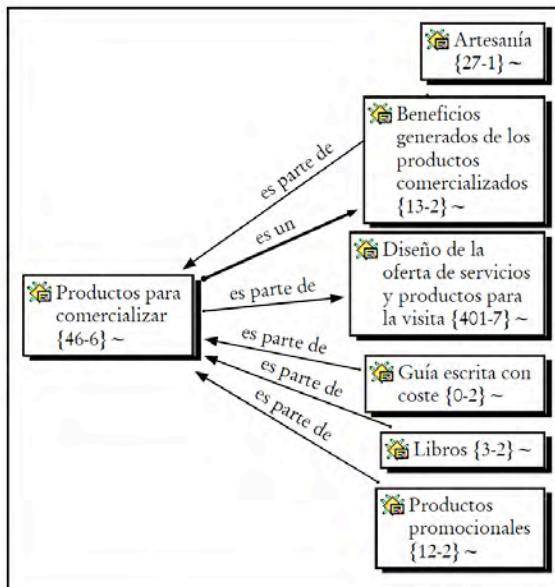 Artesanía
{27-1} ~
Beneficios
generados de los
productos
comercializados
{13-2} ~
es parte de
es un
Diseño de la
oferta de servicios
y productos para
la visita {401-7} ~
es parte de
Productos para
comercializar
{46-6} ~
es parte de
Guía escrita con
coste {0-2} ~
es parte de
Libros {3-2} ~
es parte de
Productos
promocionales
{12-2} ~